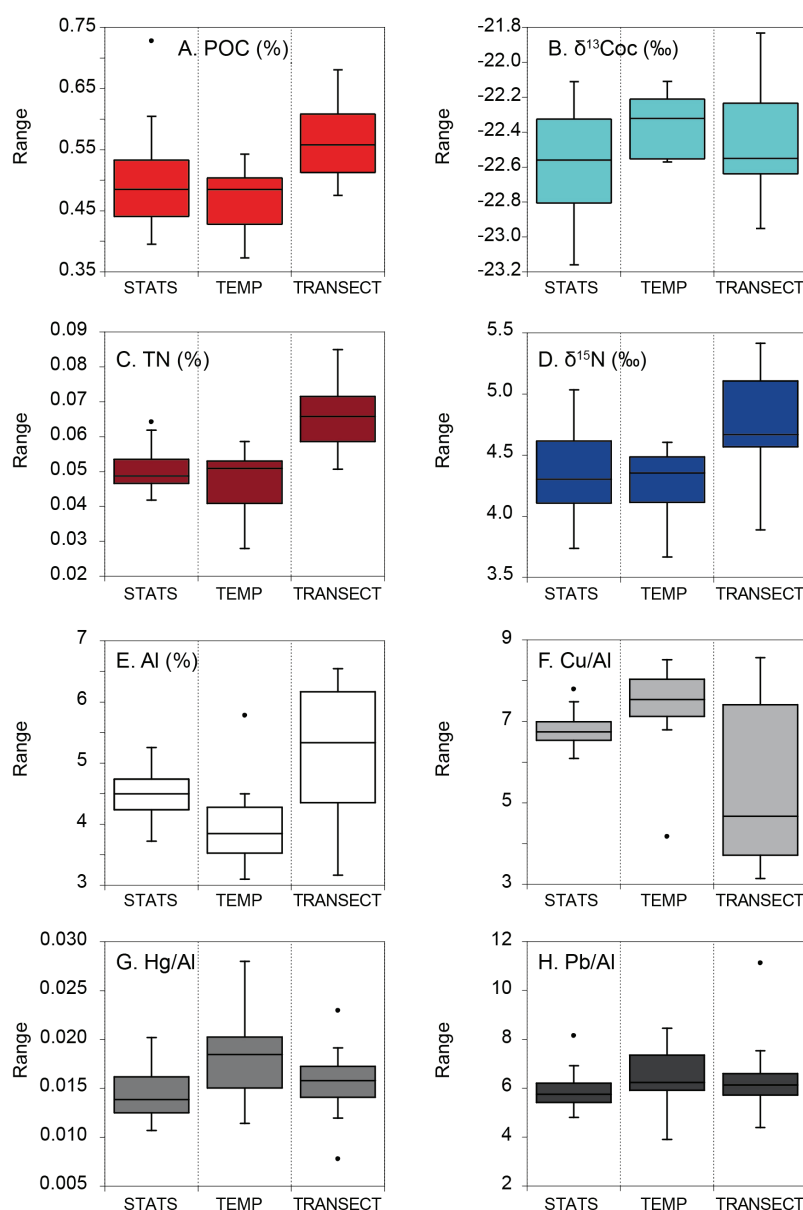 A. POC (%)
Range
0.75
0.65
0.55
0.45
0.35
STATS TEMP TRANSECT
B. δ¹³Coc (‰)
Range
-21.8
-22.0
-22.2
-22.4
-22.6
-22.8
-23.0
-23.2
STATS TEMP TRANSECT
C. TN (%)
Range
0.09
0.08
0.07
0.06
0.05
0.04
0.03
0.02
STATS TEMP TRANSECT
D. δ¹⁵N (‰)
Range
5.5
5.0
4.5
4.0
3.5
STATS TEMP TRANSECT
E. Al (%)
Range
7
6
5
4
3
STATS TEMP TRANSECT
F. Cu/Al
Range
9
7
5
3
STATS TEMP TRANSECT
G. Hg/Al
Range
0.030
0.025
0.020
0.015
0.010
0.005
STATS TEMP TRANSECT
H. Pb/Al
Range
12
10
8
6
4
2
STATS TEMP TRANSECT